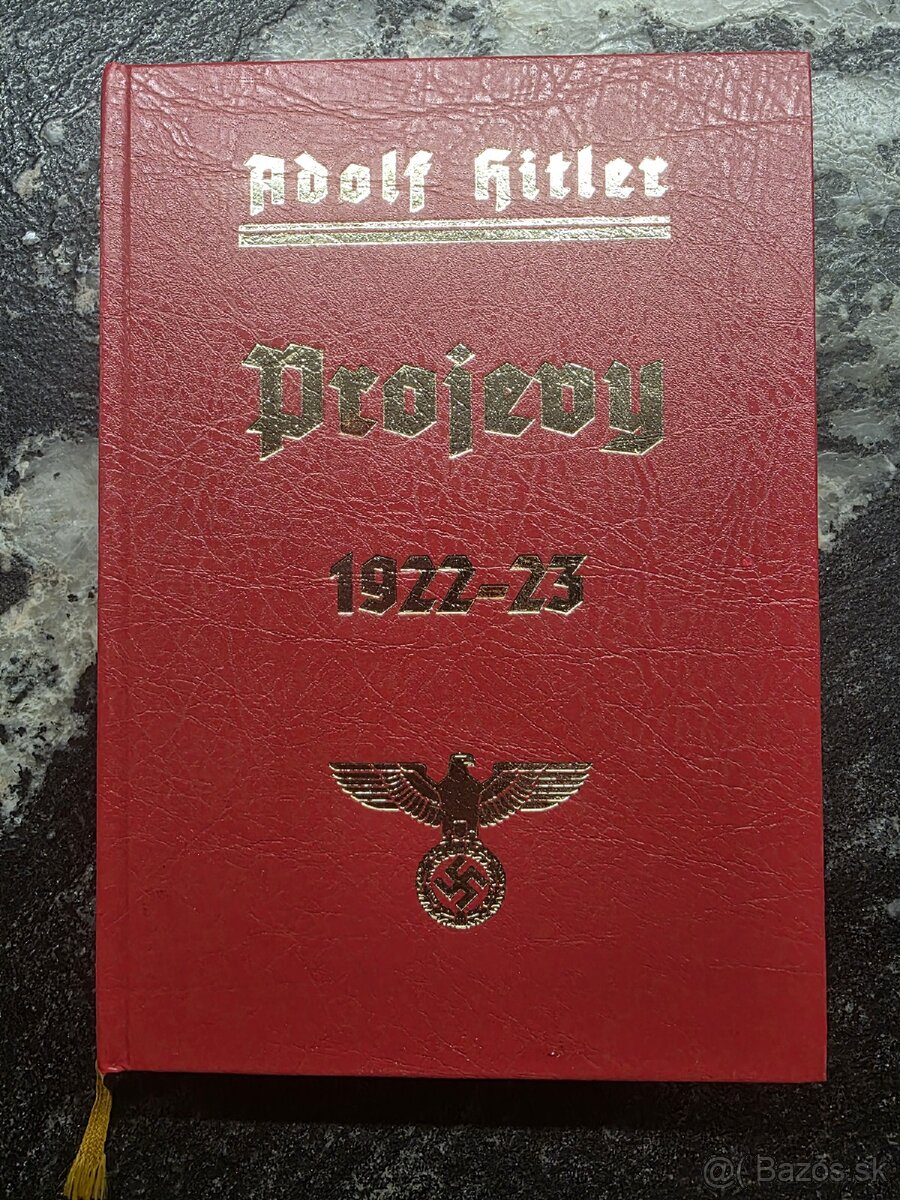 Adolf Hitler
Projevy
1922-23
@( Bazoš.sk